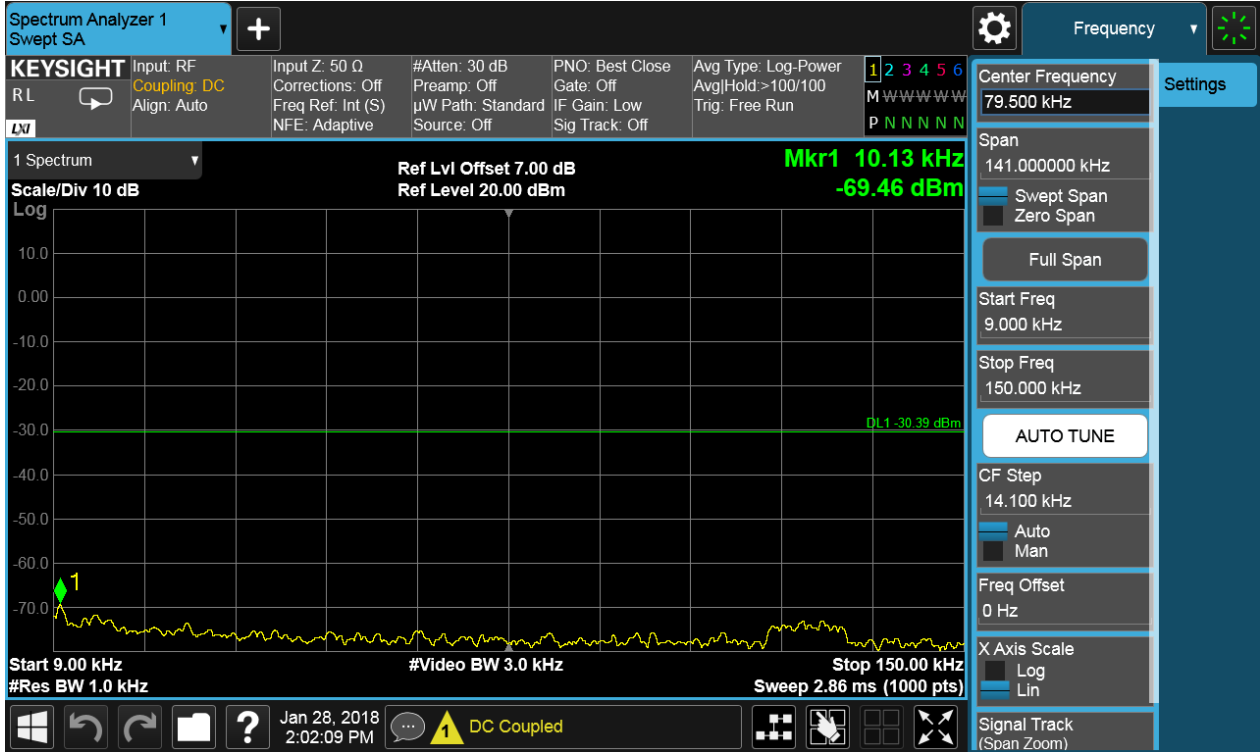 Spectrum Analyzer 1
Swept SA
Frequency
KEYSIGHT
RL
LXI
Input: RF
Coupling: DC
Align: Auto
Input Z: 50 Ω
Corrections: Off
Freq Ref: Int (S)
NFE: Adaptive
#Atten: 30 dB
Preamp: Off
µW Path: Standard
Source: Off
PNO: Best Close
Gate: Off
IF Gain: Low
Sig Track: Off
Avg Type: Log-Power
Avg|Hold:>100/100
Trig: Free Run
1 2 3 4 5 6
M W W W W W
P N N N N N
1 Spectrum
Scale/Div 10 dB
Log
Ref Lvl Offset 7.00 dB
Ref Level 20.00 dBm
Mkr1 10.13 kHz
-69.46 dBm
10.0
0.00
-10.0
-20.0
-30.0
DL1 -30.39 dBm
-40.0
-50.0
-60.0
1
-70.0
Start 9.00 kHz
#Video BW 3.0 kHz
Stop 150.00 kHz
#Res BW 1.0 kHz
Sweep 2.86 ms (1000 pts)
Center Frequency
79.500 kHz
Span
141.000000 kHz
Swept Span
Zero Span
Full Span
Start Freq
9.000 kHz
Stop Freq
150.000 kHz
AUTO TUNE
CF Step
14.100 kHz
Auto
Man
Freq Offset
0 Hz
X Axis Scale
Log
Lin
Signal Track
(Span Zoom)
Settings
?
Jan 28, 2018
2:02:09 PM
1
DC Coupled